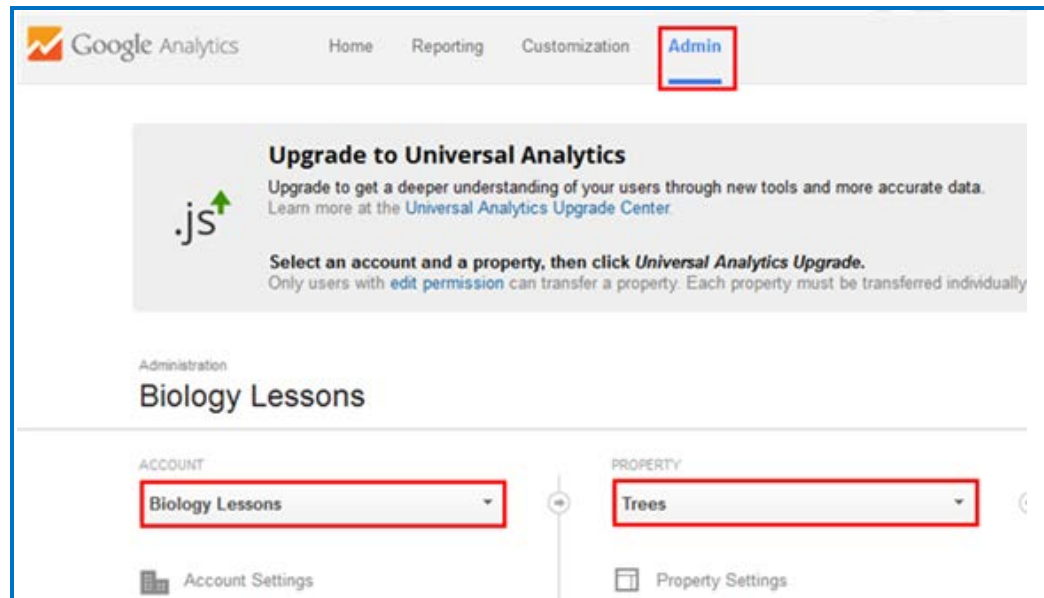 Google Analytics Home Reporting Customization Admin
Upgrade to Universal Analytics
Upgrade to get a deeper understanding of your users through new tools and more accurate data.
Learn more at the Universal Analytics Upgrade Center.
.js
Select an account and a property, then click Universal Analytics Upgrade.
Only users with edit permission can transfer a property. Each property must be transferred individually
Administration
Biology Lessons
ACCOUNT PROPERTY
Biology Lessons Trees
Account Settings Property Settings